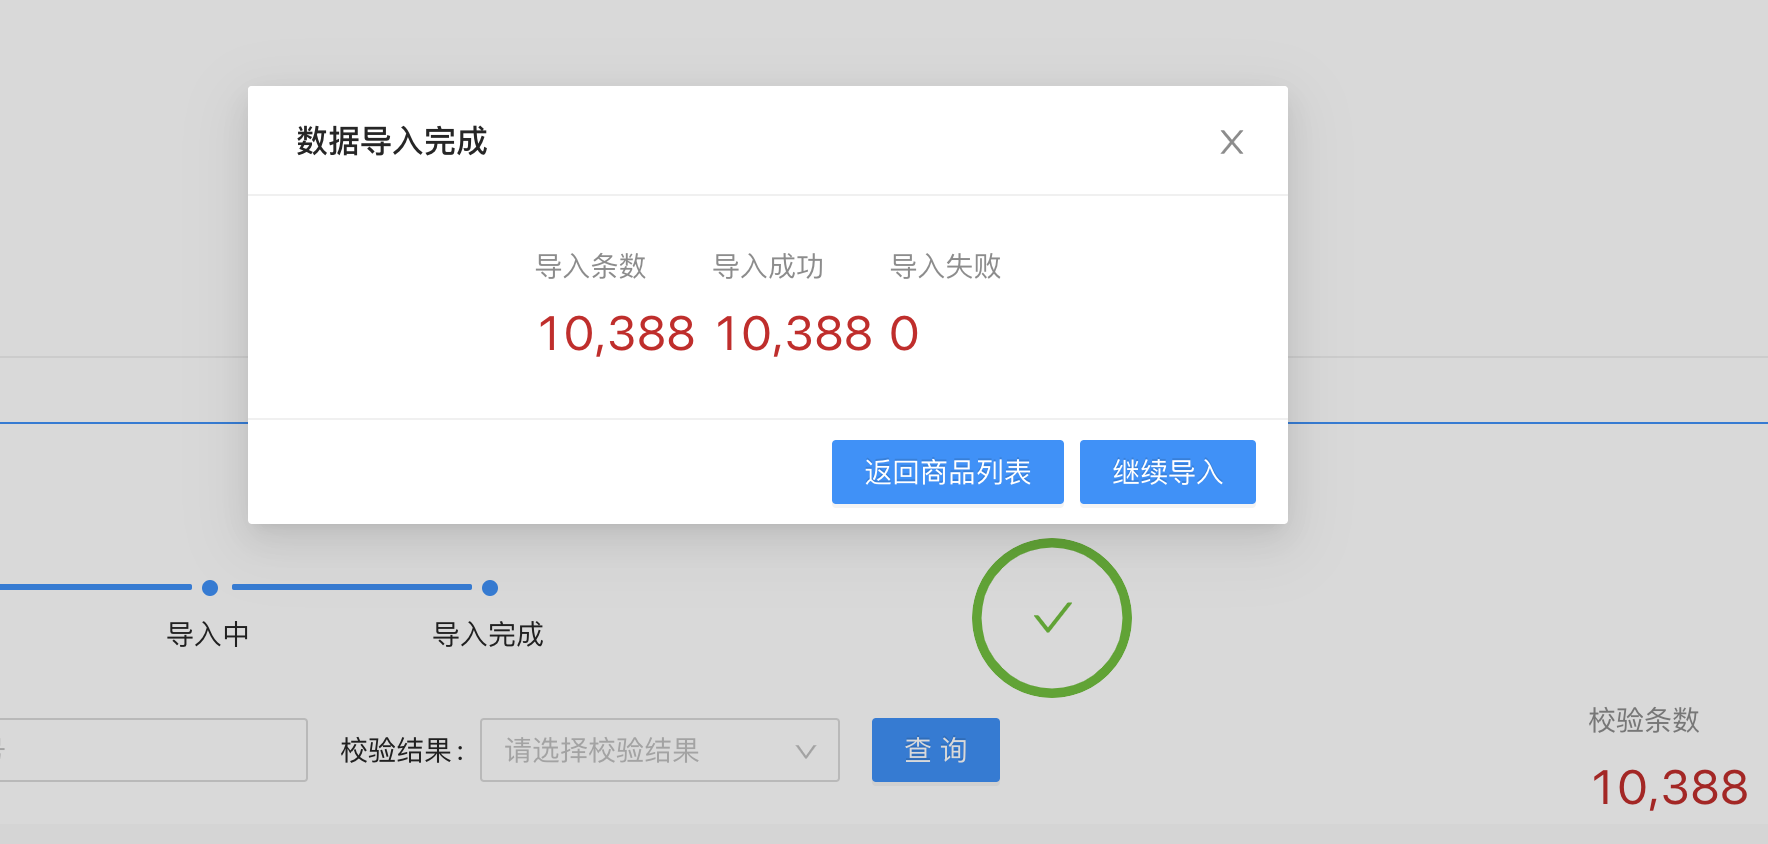 数据导入完成
导入条数 导入成功 导入失败
10,388 10,388 0
返回商品列表 继续导入
导入中 导入完成
校验条数
校验结果: 请选择校验结果 查 询
10,388